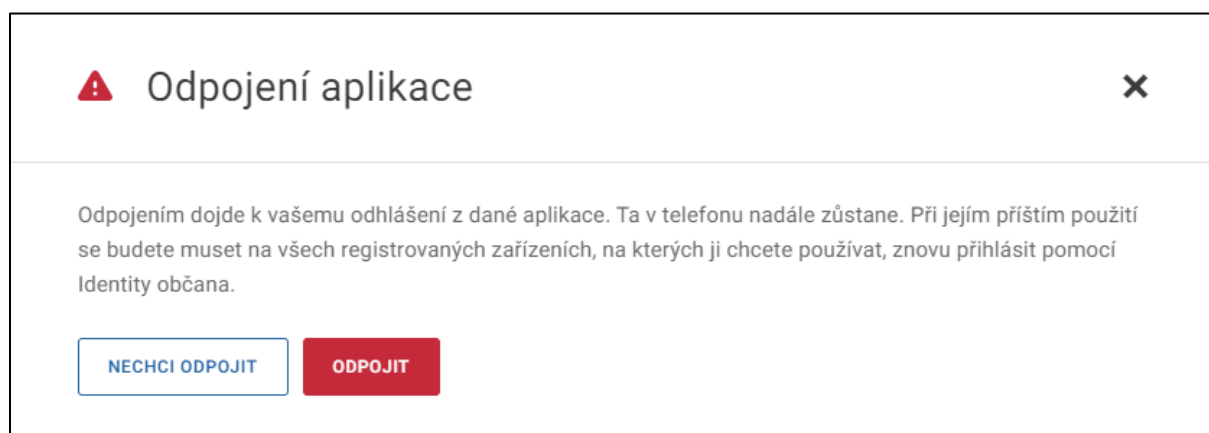 Odpojení aplikace
Odpojením dojde k vašemu odhlášení z dané aplikace. Ta v telefonu nadále zůstane. Při jejím příštím použití
se budete muset na všech registrovaných zařízeních, na kterých ji chcete používat, znovu přihlásit pomocí
Identity občana.
NECHCI ODPOJIT
ODPOJIT